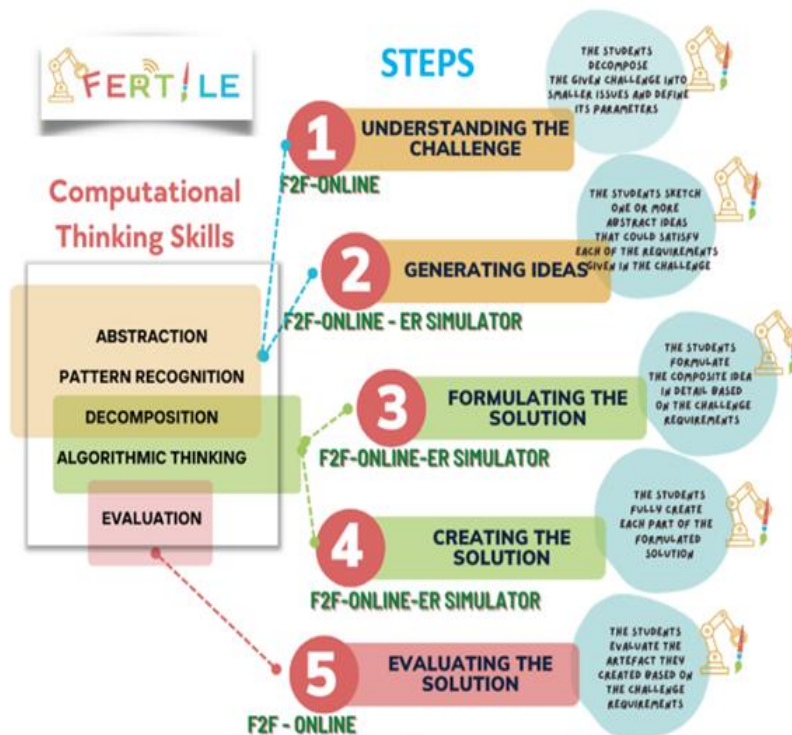 FERTILE
STEPS
Computational
Thinking Skills
ABSTRACTION
PATTERN RECOGNITION
DECOMPOSITION
ALGORITHMIC THINKING
EVALUATION
1
UNDERSTANDING THE
CHALLENGE
F2F-ONLINE
THE STUDENTS
DECOMPOSE
THE GIVEN CHALLENGE INTO
SMALLER ISSUES AND DEFINE
ITS PARAMETERS
2
GENERATING IDEAS
F2F-ONLINE - ER SIMULATOR
THE STUDENTS SKETCH
ONE OR MORE
ABSTRACT IDEAS
THAT COULD SATISFY
EACH OF THE REQUIREMENTS
GIVEN IN THE CHALLENGE
3
FORMULATING THE
SOLUTION
F2F-ONLINE-ER SIMULATOR
THE STUDENTS
FORMULATE
THE COMPOSITE IDEA
IN DETAIL BASED
ON THE CHALLENGE
REQUIREMENTS
4
CREATING THE
SOLUTION
F2F-ONLINE-ER SIMULATOR
THE STUDENTS
FULLY CREATE
EACH PART OF THE
FORMULATED
SOLUTION
5
EVALUATING THE
SOLUTION
F2F - ONLINE
THE STUDENTS
EVALUATE THE
ARTEFACT THEY
CREATED BASED ON
THE CHALLENGE
REQUIREMENTS